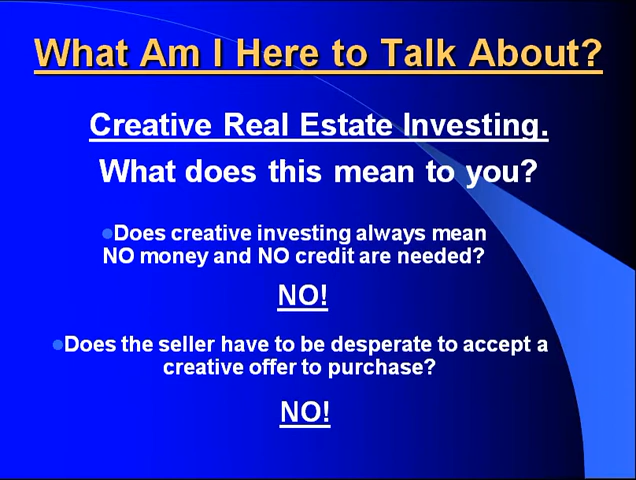 What Am I Here to Talk About?
Creative Real Estate Investing.
What does this mean to you?
Does creative investing always mean
NO money and NO credit are needed?
NO!
Does the seller have to be desperate to accept a
creative offer to purchase?
NO!